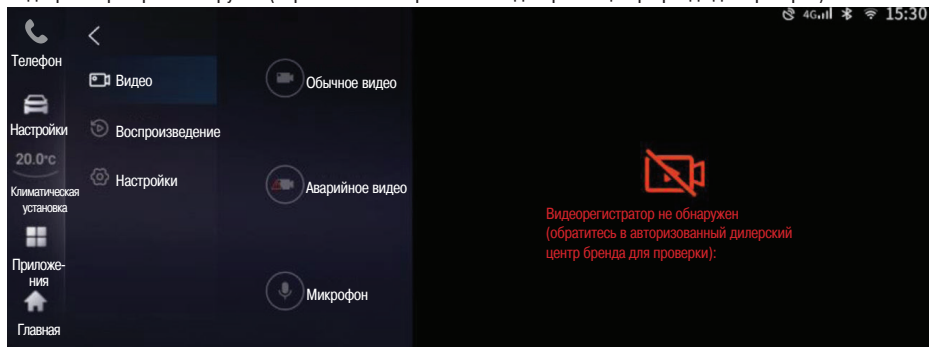 4G 15:30
Телефон
Настройки
20.0°C
Климатическая
установка
Приложе-
ния
Главная
Видео
Воспроизведение
Настройки
Обычное видео
Аварийное видео
Микрофон
Видеорегистратор не обнаружен
(обратитесь в авторизованный дилерский
центр бренда для проверки):